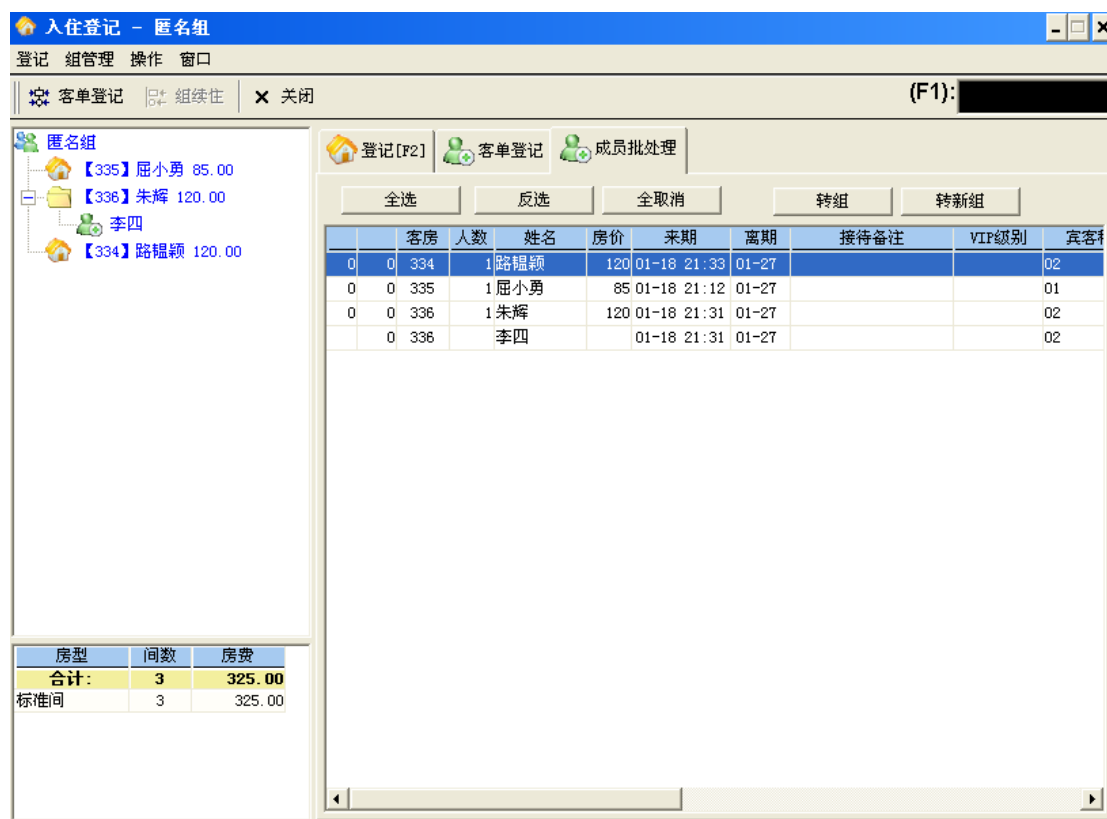 入住登记 - 匿名组
登记 组管理 操作 窗口
客单登记 组续住 × 关闭 (F1):
匿名组
【335】屈小勇 85.00
【336】朱辉 120.00
李四
【334】路韫颖 120.00
登记[F2] 客单登记 成员批处理
全选 反选 全取消 转组 转新组
客房 人数 姓名 房价 来期 离期 接待备注 VIP级别 宾客
0 0 334 1 路韫颖 120 01-18 21:33 01-27 02
0 0 335 1 屈小勇 85 01-18 21:12 01-27 01
0 0 336 1 朱辉 120 01-18 21:31 01-27 02
0 336 李四 01-18 21:31 01-27 02
房型 间数 房费
合计: 3 325.00
标准间 3 325.00